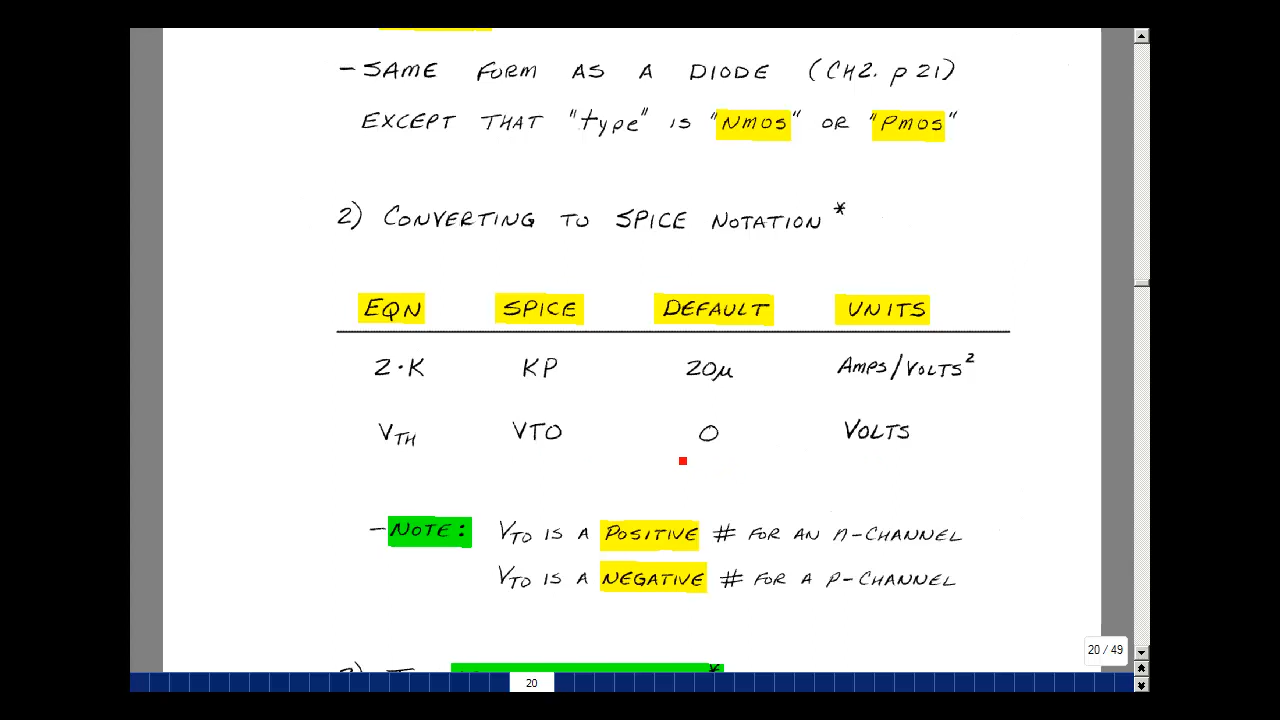 - SAME FORM AS A DIODE (CH2. p 21)
EXCEPT THAT "type" IS "NMOS" OR "PMOS"
2) CONVERTING TO SPICE NOTATION *
EQN SPICE DEFAULT UNITS
2·K KP 20μ AMPS/VOLTS²
VTH VTO 0 VOLTS
- NOTE: VTO IS A POSITIVE # FOR AN n-CHANNEL
VTO IS A NEGATIVE # FOR A p-CHANNEL
20 / 49
20